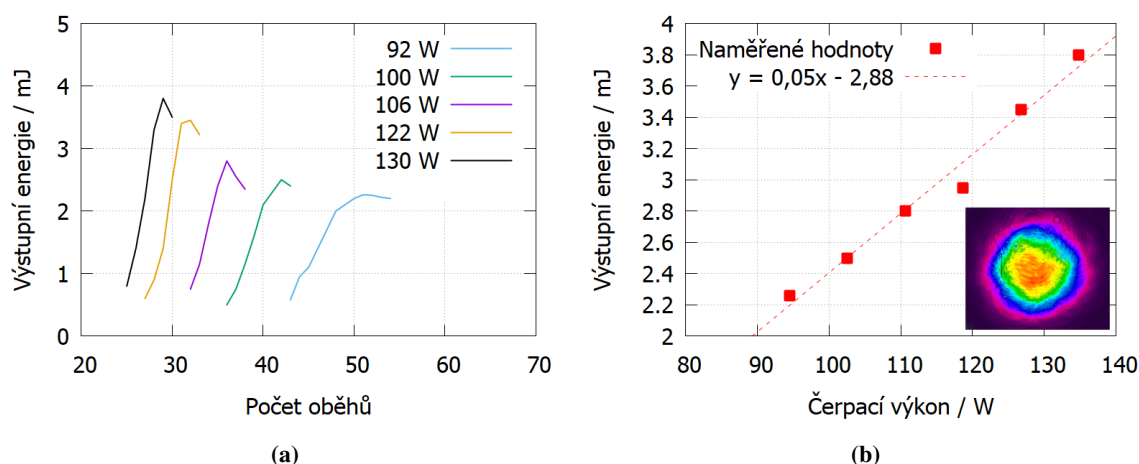 5
4
3
2
1
0
Výstupní energie / mJ
92 W
100 W
106 W
122 W
130 W
20 30 40 50 60 70
Počet oběhů
(a)
4
3.8
3.6
3.4
3.2
3
2.8
2.6
2.4
2.2
2
Výstupní energie / mJ
Naměřené hodnoty
y = 0,05x - 2,88
80 90 100 110 120 130 140
Čerpací výkon / W
(b)